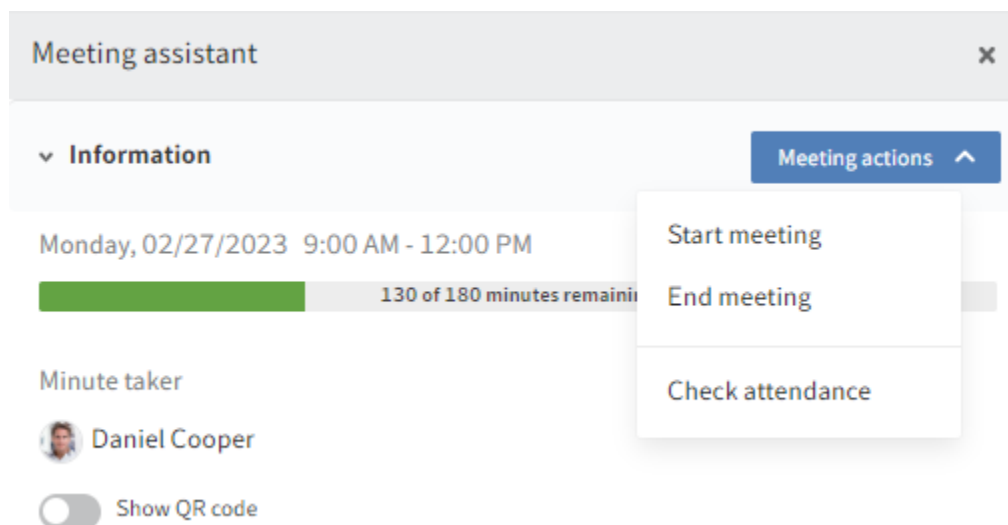 Meeting assistant
Information
Meeting actions
Monday, 02/27/2023 9:00 AM - 12:00 PM
Start meeting
130 of 180 minutes
End meeting
Minute taker
Check attendance
Daniel Cooper
Show QR code